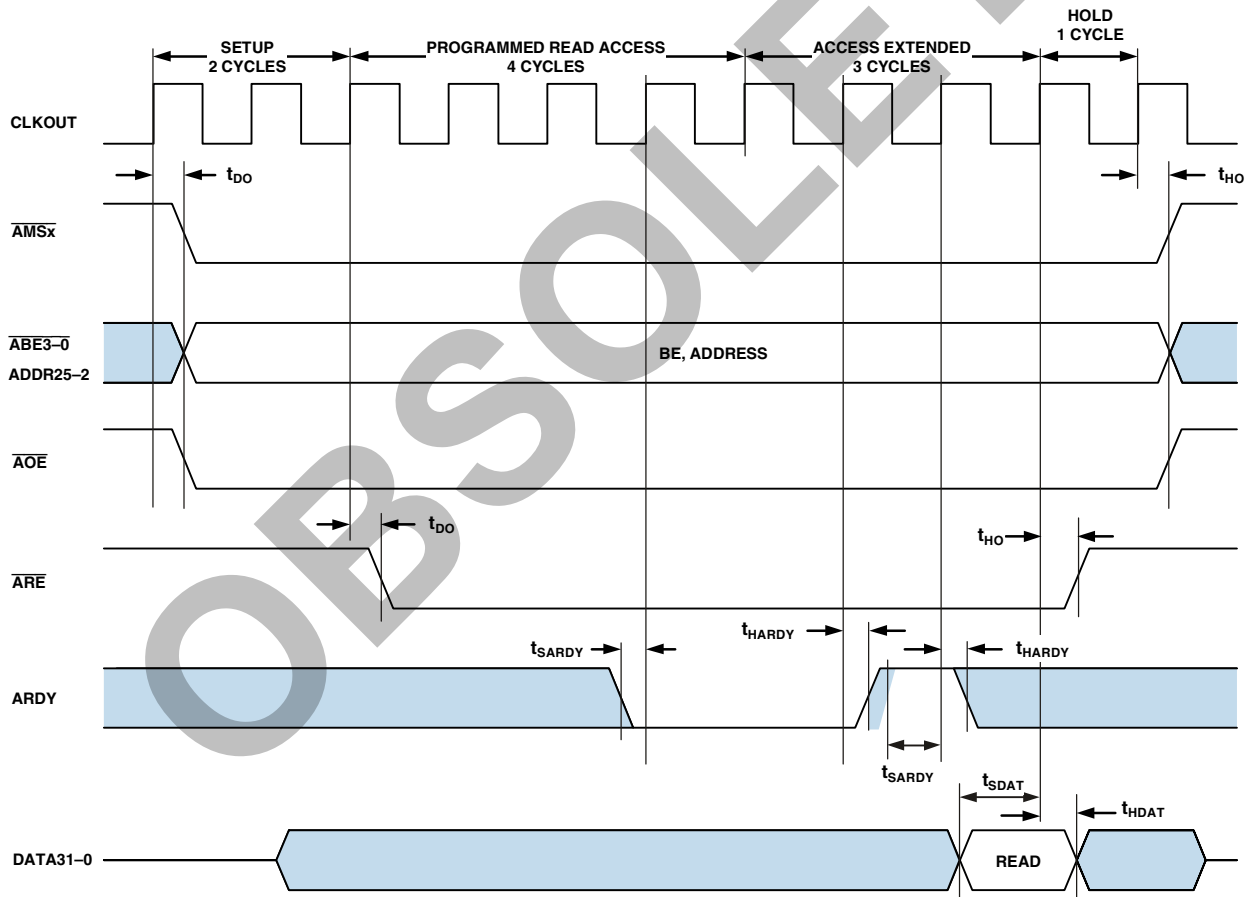 HOLD
1 CYCLE
SETUP
2 CYCLES
PROGRAMMED READ ACCESS
4 CYCLES
ACCESS EXTENDED
3 CYCLES
CLKOUT
tDO
tHO
AMSx
ABE3–0
ADDR25–2
BE, ADDRESS
AOE
tDO
tHO
ARE
tSARDY
tHARDY
tHARDY
ARDY
tSARDY
tSDAT
tHDAT
DATA31–0
READ
OBSOLE